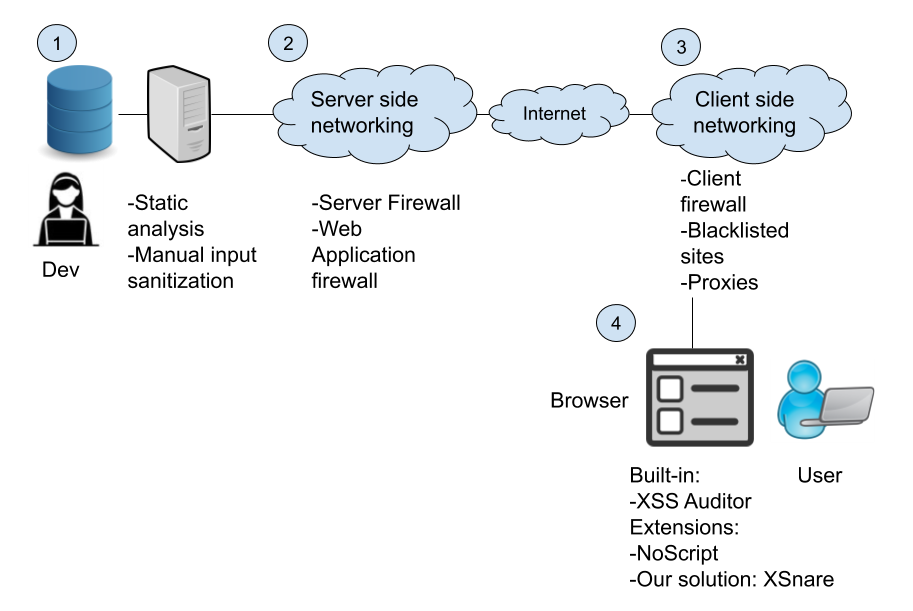 1
2
3
Server side
networking
Internet
Client side
networking
Dev
-Static
analysis
-Manual input
sanitization
-Server Firewall
-Web
Application
firewall
-Client
firewall
-Blacklisted
sites
-Proxies
4
Browser
Built-in:
-XSS Auditor
Extensions:
-NoScript
-Our solution: XSnare
User